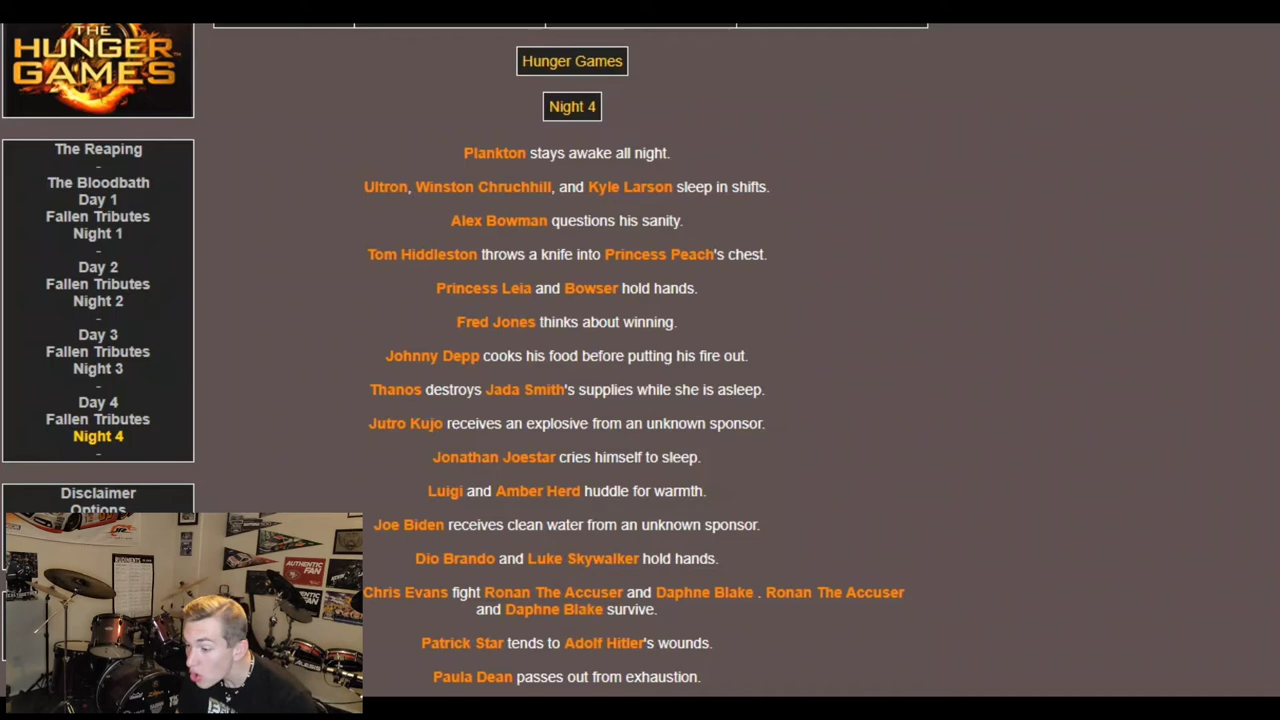 THE
HUNGER
GAMES
Hunger Games
Night 4
The Reaping
-
The Bloodbath
Day 1
Fallen Tributes
Night 1
-
Day 2
Fallen Tributes
Night 2
-
Day 3
Fallen Tributes
Night 3
-
Day 4
Fallen Tributes
Night 4
-
Disclaimer
Options
Plankton stays awake all night.
Ultron, Winston Chruchhill, and Kyle Larson sleep in shifts.
Alex Bowman questions his sanity.
Tom Hiddleston throws a knife into Princess Peach's chest.
Princess Leia and Bowser hold hands.
Fred Jones thinks about winning.
Johnny Depp cooks his food before putting his fire out.
Thanos destroys Jada Smith's supplies while she is asleep.
Jutro Kujo receives an explosive from an unknown sponsor.
Jonathan Joestar cries himself to sleep.
Luigi and Amber Herd huddle for warmth.
Joe Biden receives clean water from an unknown sponsor.
Dio Brando and Luke Skywalker hold hands.
Chris Evans fight Ronan The Accuser and Daphne Blake . Ronan The Accuser
and Daphne Blake survive.
Patrick Star tends to Adolf Hitler's wounds.
Paula Dean passes out from exhaustion.
RUDIMENTS
AUTHENTIC
FAN
JR
ALESIS